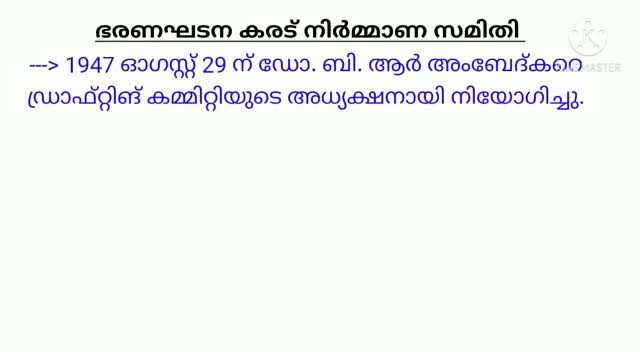 ഭരണഘടന കരട് നിർമ്മാണ സമിതി
---> 1947 ഓഗസ്റ്റ് 29 ന് ഡോ. ബി. ആർ അംബേദ്കറെ
ഡ്രാഫ്റ്റിങ് കമ്മിറ്റിയുടെ അധ്യക്ഷനായി നിയോഗിച്ചു.